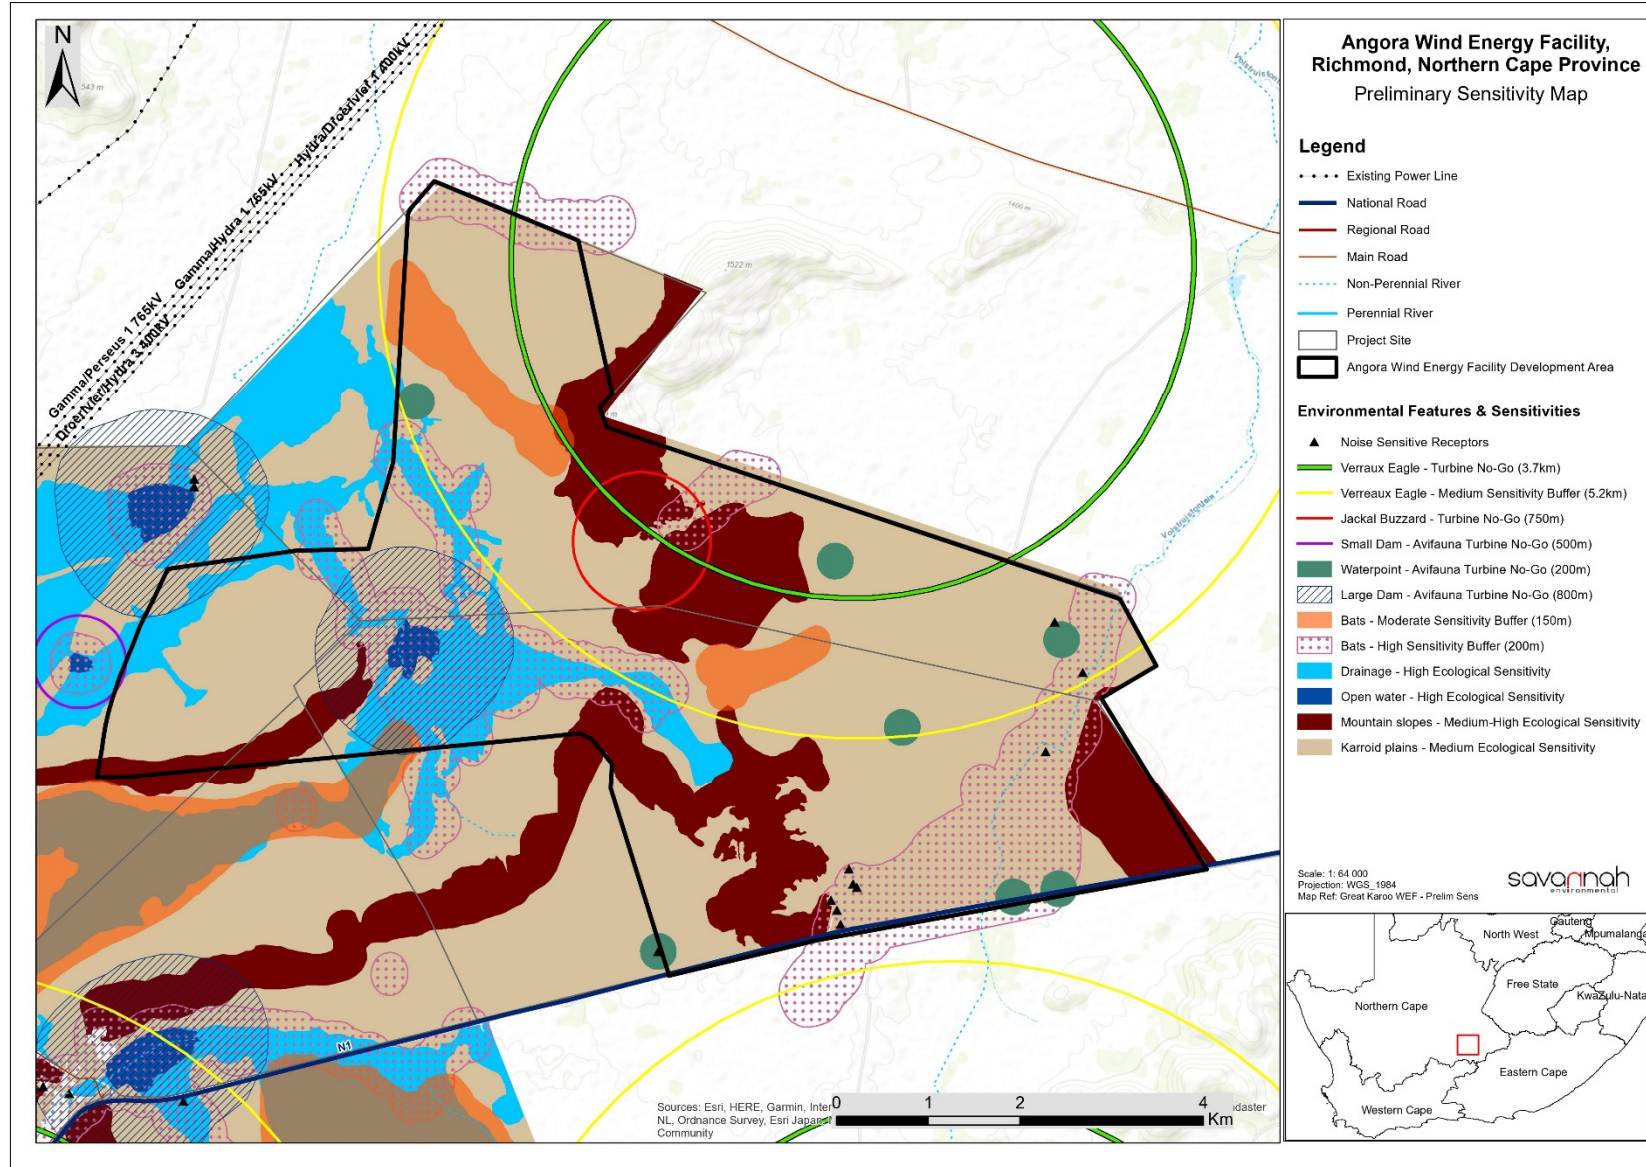 Angora Wind Energy Facility,
Richmond, Northern Cape Province
Preliminary Sensitivity Map
Legend
Existing Power Line
National Road
Regional Road
Main Road
Non-Perennial River
Perennial River
Project Site
Angora Wind Energy Facility Development Area
Environmental Features & Sensitivities
Noise Sensitive Receptors
Verraux Eagle - Turbine No-Go (3.7km)
Verreaux Eagle - Medium Sensitivity Buffer (5.2km)
Jackal Buzzard - Turbine No-Go (750m)
Small Dam - Avifauna Turbine No-Go (500m)
Waterpoint - Avifauna Turbine No-Go (200m)
Large Dam - Avifauna Turbine No-Go (800m)
Bats - Moderate Sensitivity Buffer (150m)
Bats - High Sensitivity Buffer (200m)
Drainage - High Ecological Sensitivity
Open water - High Ecological Sensitivity
Mountain slopes - Medium-High Ecological Sensitivity
Karroid plains - Medium Ecological Sensitivity
Scale: 1: 64 000
Projection: WGS_1984
Map Ref: Great Karoo WEF - Prelim Sens
savannah
environmental
Gauteng
North West
Mpumalanga
Free State
KwaZulu-Nata
Northern Cape
Eastern Cape
Western Cape
N
543 m
Hydra/Droerivier 1 400kV
Gamma/Hydra 1 765kV
Gamma/Perseus 1 765kV
Droerivier/Hydra 3 400kV
1400 m
1522 m
N1
Sources: Esri, HERE, Garmin, Inter
NL, Ordnance Survey, Esri Japan
Community
0 1 2 4
Km